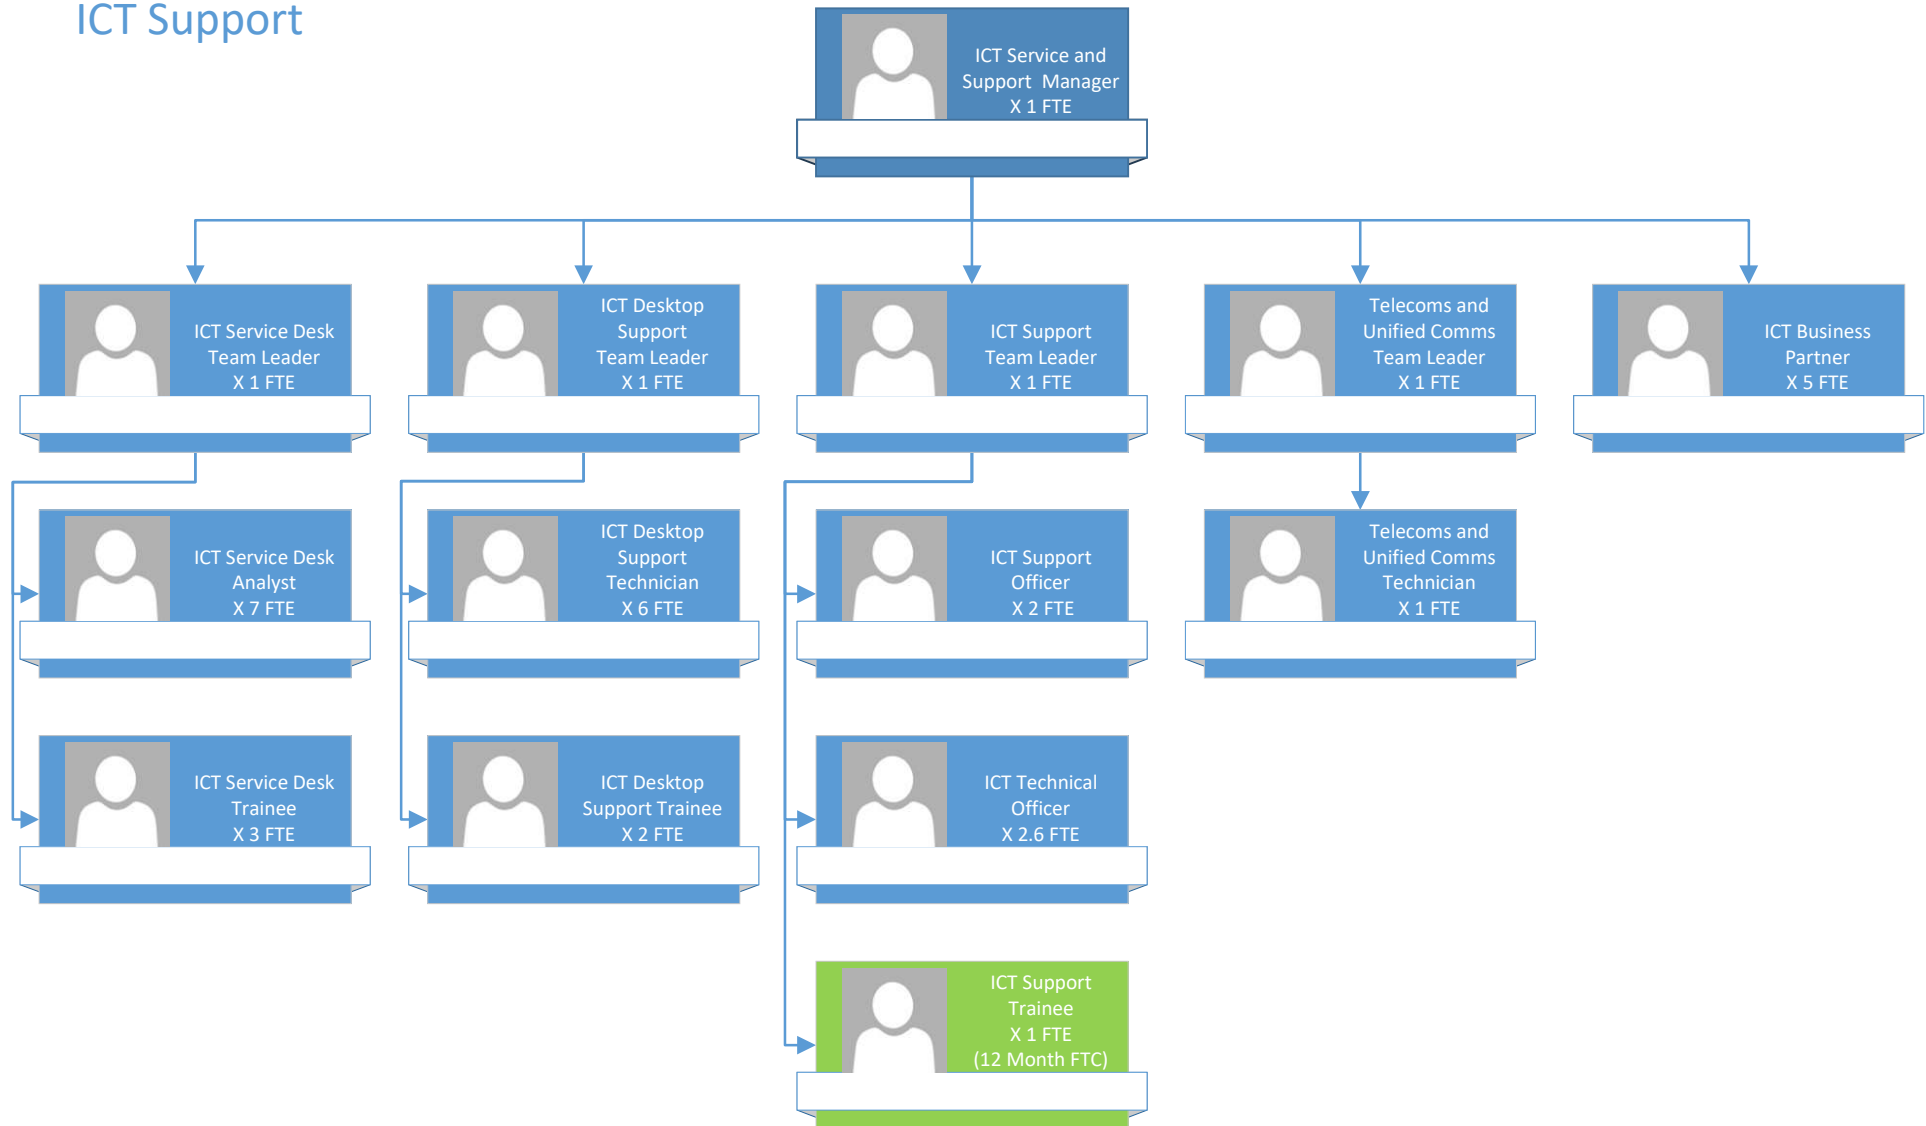 ICT Support
ICT Service and
Support Manager
X 1 FTE
ICT Service Desk
Team Leader
X 1 FTE
ICT Desktop
Support
Team Leader
X 1 FTE
ICT Support
Team Leader
X 1 FTE
Telecoms and
Unified Comms
Team Leader
X 1 FTE
ICT Business
Partner
X 5 FTE
ICT Service Desk
Analyst
X 7 FTE
ICT Desktop
Support
Technician
X 6 FTE
ICT Support
Officer
X 2 FTE
Telecoms and
Unified Comms
Technician
X 1 FTE
ICT Service Desk
Trainee
X 3 FTE
ICT Desktop
Support Trainee
X 2 FTE
ICT Technical
Officer
X 2.6 FTE
ICT Support
Trainee
X 1 FTE
(12 Month FTC)